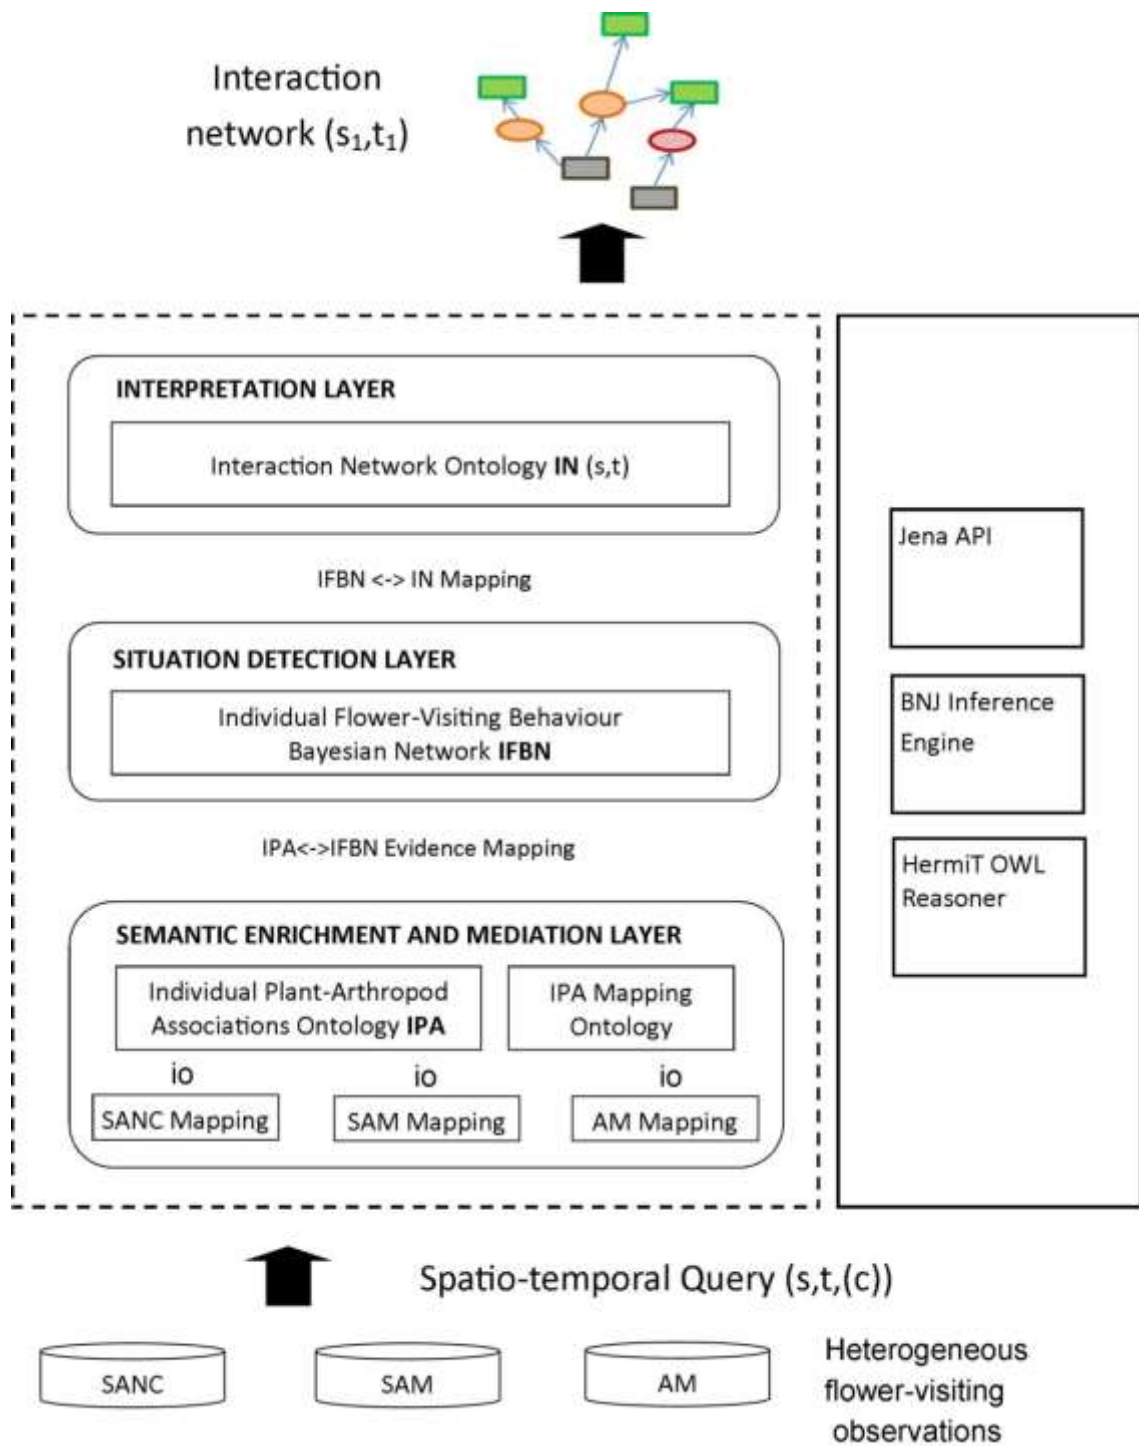 Interaction
network (s₁,t₁)
INTERPRETATION LAYER
Interaction Network Ontology IN (s,t)
IFBN <-> IN Mapping
SITUATION DETECTION LAYER
Individual Flower-Visiting Behaviour
Bayesian Network IFBN
IPA<->IFBN Evidence Mapping
SEMANTIC ENRICHMENT AND MEDIATION LAYER
Individual Plant-Arthropod
Associations Ontology IPA
IPA Mapping
Ontology
io
io
io
SANC Mapping
SAM Mapping
AM Mapping
Jena API
BNJ Inference
Engine
HermiT OWL
Reasoner
Spatio-temporal Query (s,t,(c))
SANC
SAM
AM
Heterogeneous
flower-visiting
observations